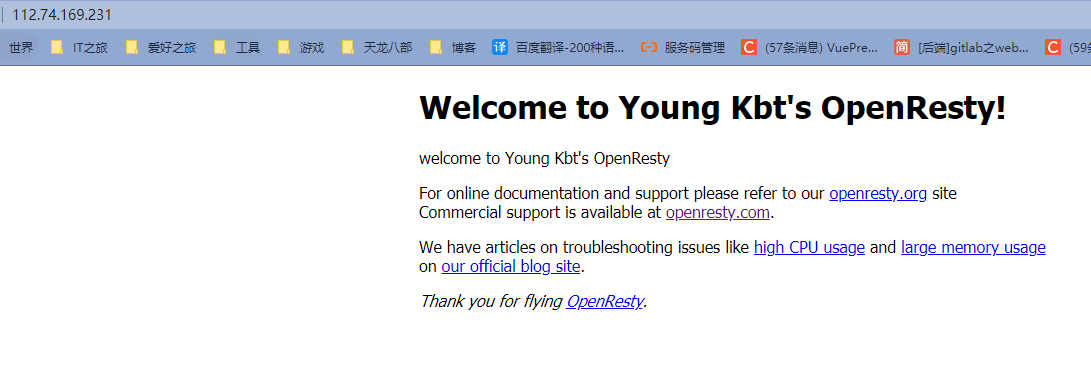 112.74.169.231
世界 IT之旅 爱好之旅 工具 游戏 天龙八部 博客 译 百度翻译-200种语... 服务码管理 C (57条消息) VuePre... 简 [后端]gitlab之web... C (59条
Welcome to Young Kbt's OpenResty!
welcome to Young Kbt's OpenResty
For online documentation and support please refer to our openresty.org site
Commercial support is available at openresty.com.
We have articles on troubleshooting issues like high CPU usage and large memory usage
on our official blog site.
Thank you for flying OpenResty.